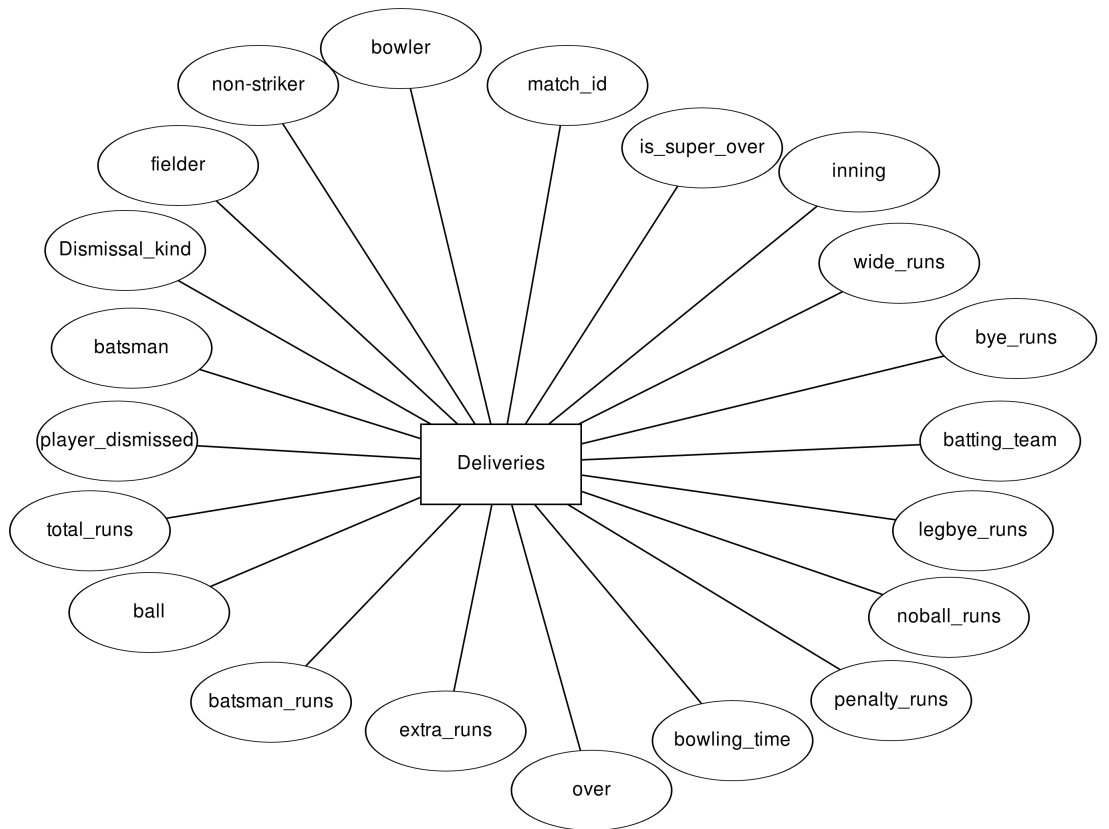 bowler
non-striker
match_id
is_super_over
fielder
inning
Dismissal_kind
wide_runs
bye_runs
batsman
player_dismissed
batting_team
Deliveries
total_runs
legbye_runs
ball
noball_runs
batsman_runs
penalty_runs
extra_runs
bowling_time
over